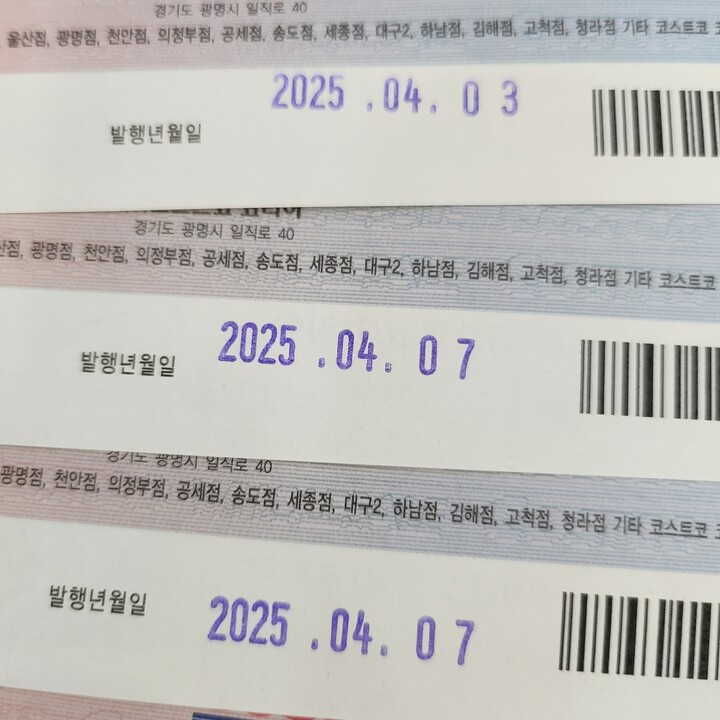 경기도 광명시 일직로 40
울산점, 광명점, 천안점, 의정부점, 공세점, 송도점, 세종점, 대구2, 하남점, 김해점, 고척점, 청라점 기타 코스트코
발행년월일 2025 .04. 03
경기도 광명시 일직로 40
광명점, 천안점, 의정부점, 공세점, 송도점, 세종점, 대구2, 하남점, 김해점, 고척점, 청라점 기타 코스트코
발행년월일 2025 .04. 07
경기도 광명시 일직로 40
광명점, 천안점, 의정부점, 공세점, 송도점, 세종점, 대구2, 하남점, 김해점, 고척점, 청라점 기타 코스트코
발행년월일 2025 .04. 07